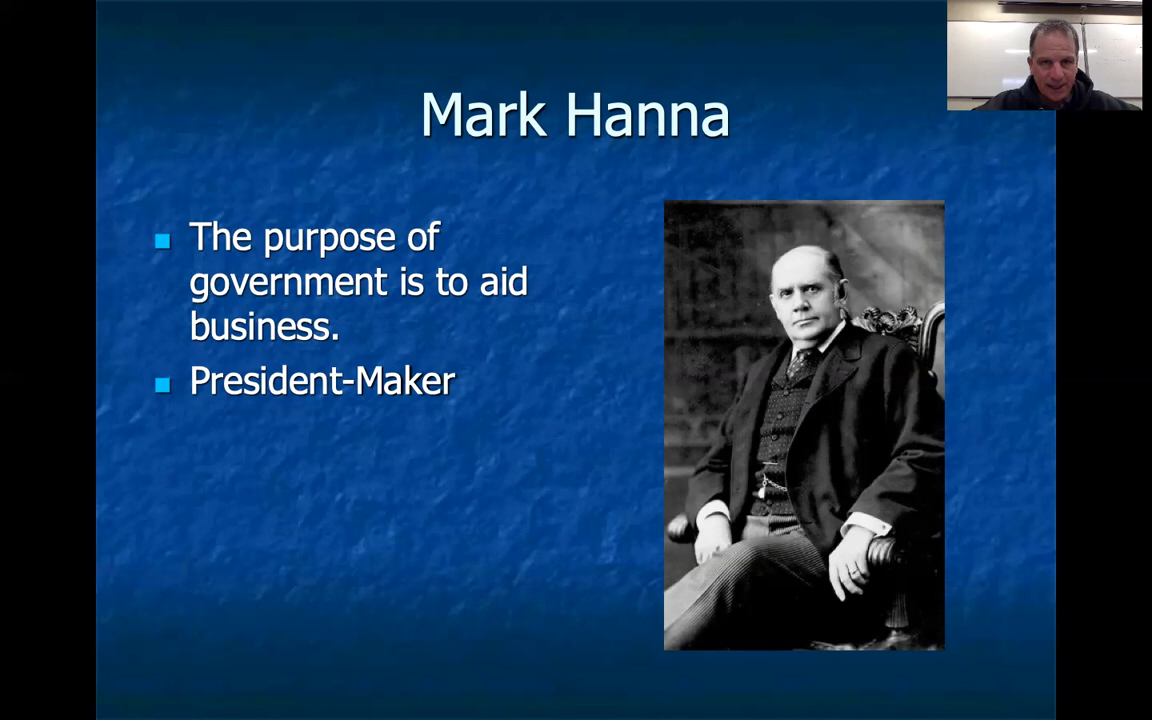 Mark Hanna
The purpose of
government is to aid
business.
President-Maker